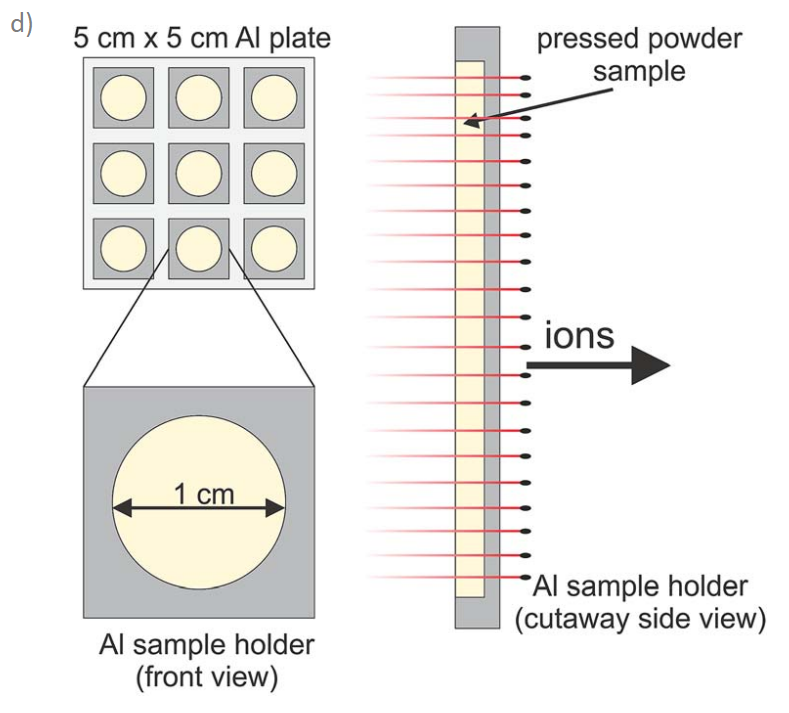 d)
5 cm x 5 cm Al plate
pressed powder
sample
ions
1 cm
Al sample holder
(front view)
Al sample holder
(cutaway side view)